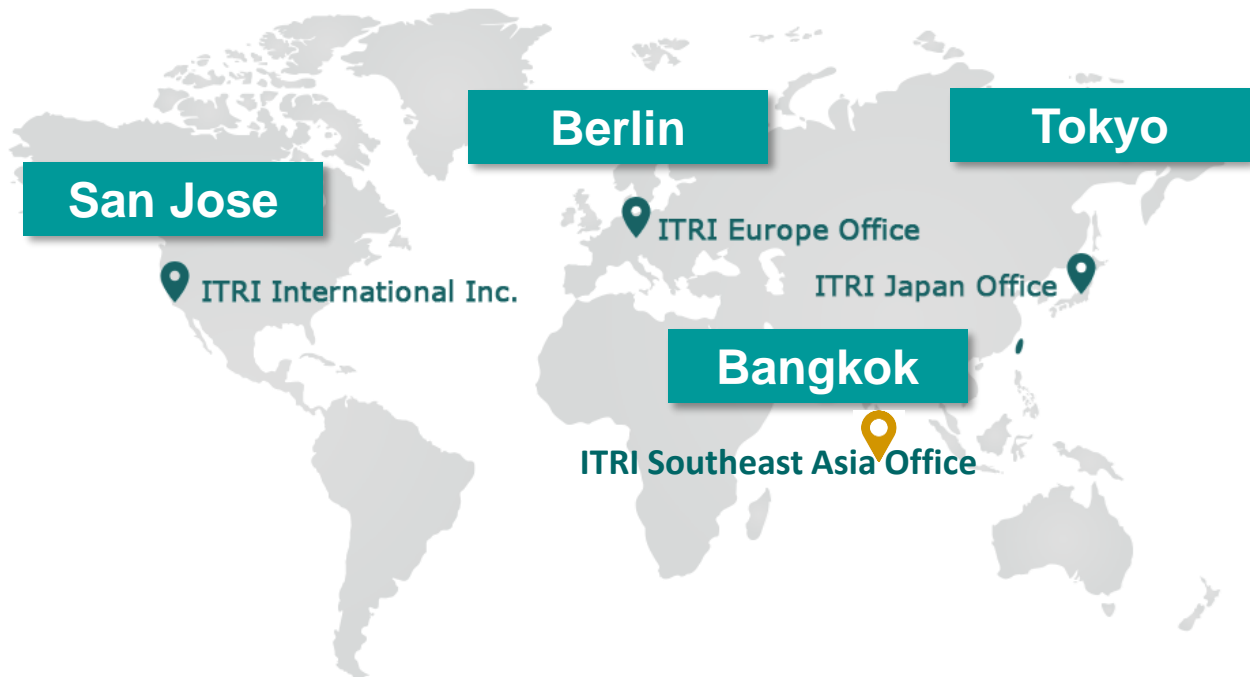 Berlin
Tokyo
San Jose
ITRI Europe Office
ITRI International Inc.
ITRI Japan Office
Bangkok
ITRI Southeast Asia Office